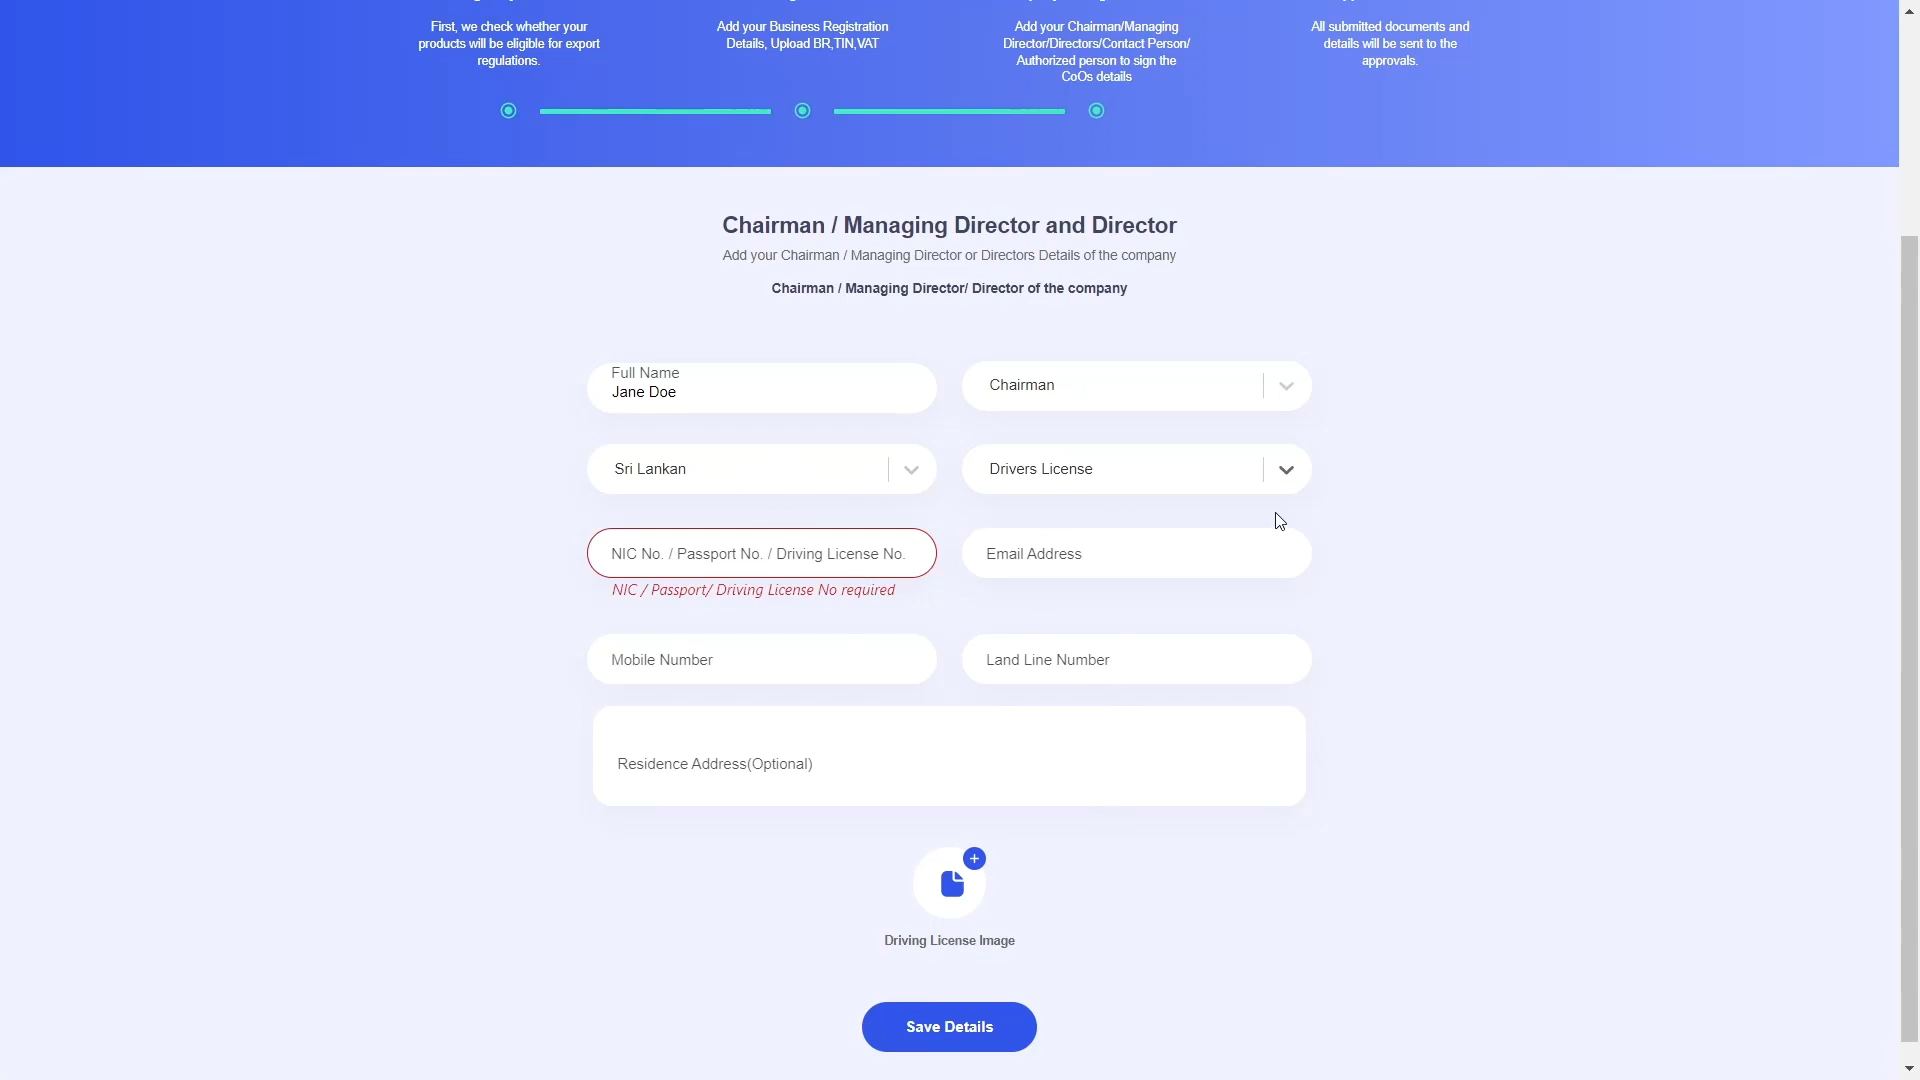 First, we check whether your
products will be eligible for export
regulations.
Add your Business Registration
Details, Upload BR,TIN,VAT
Add your Chairman/Managing
Director/Directors/Contact Person/
Authorized person to sign the
CoOs details
All submitted documents and
details will be sent to the
approvals.
Chairman / Managing Director and Director
Add your Chairman / Managing Director or Directors Details of the company
Chairman / Managing Director/ Director of the company
Full Name
Jane Doe
Chairman
Sri Lankan
Drivers License
NIC No. / Passport No. / Driving License No.
NIC / Passport/ Driving License No required
Email Address
Mobile Number
Land Line Number
Residence Address(Optional)
Driving License Image
Save Details